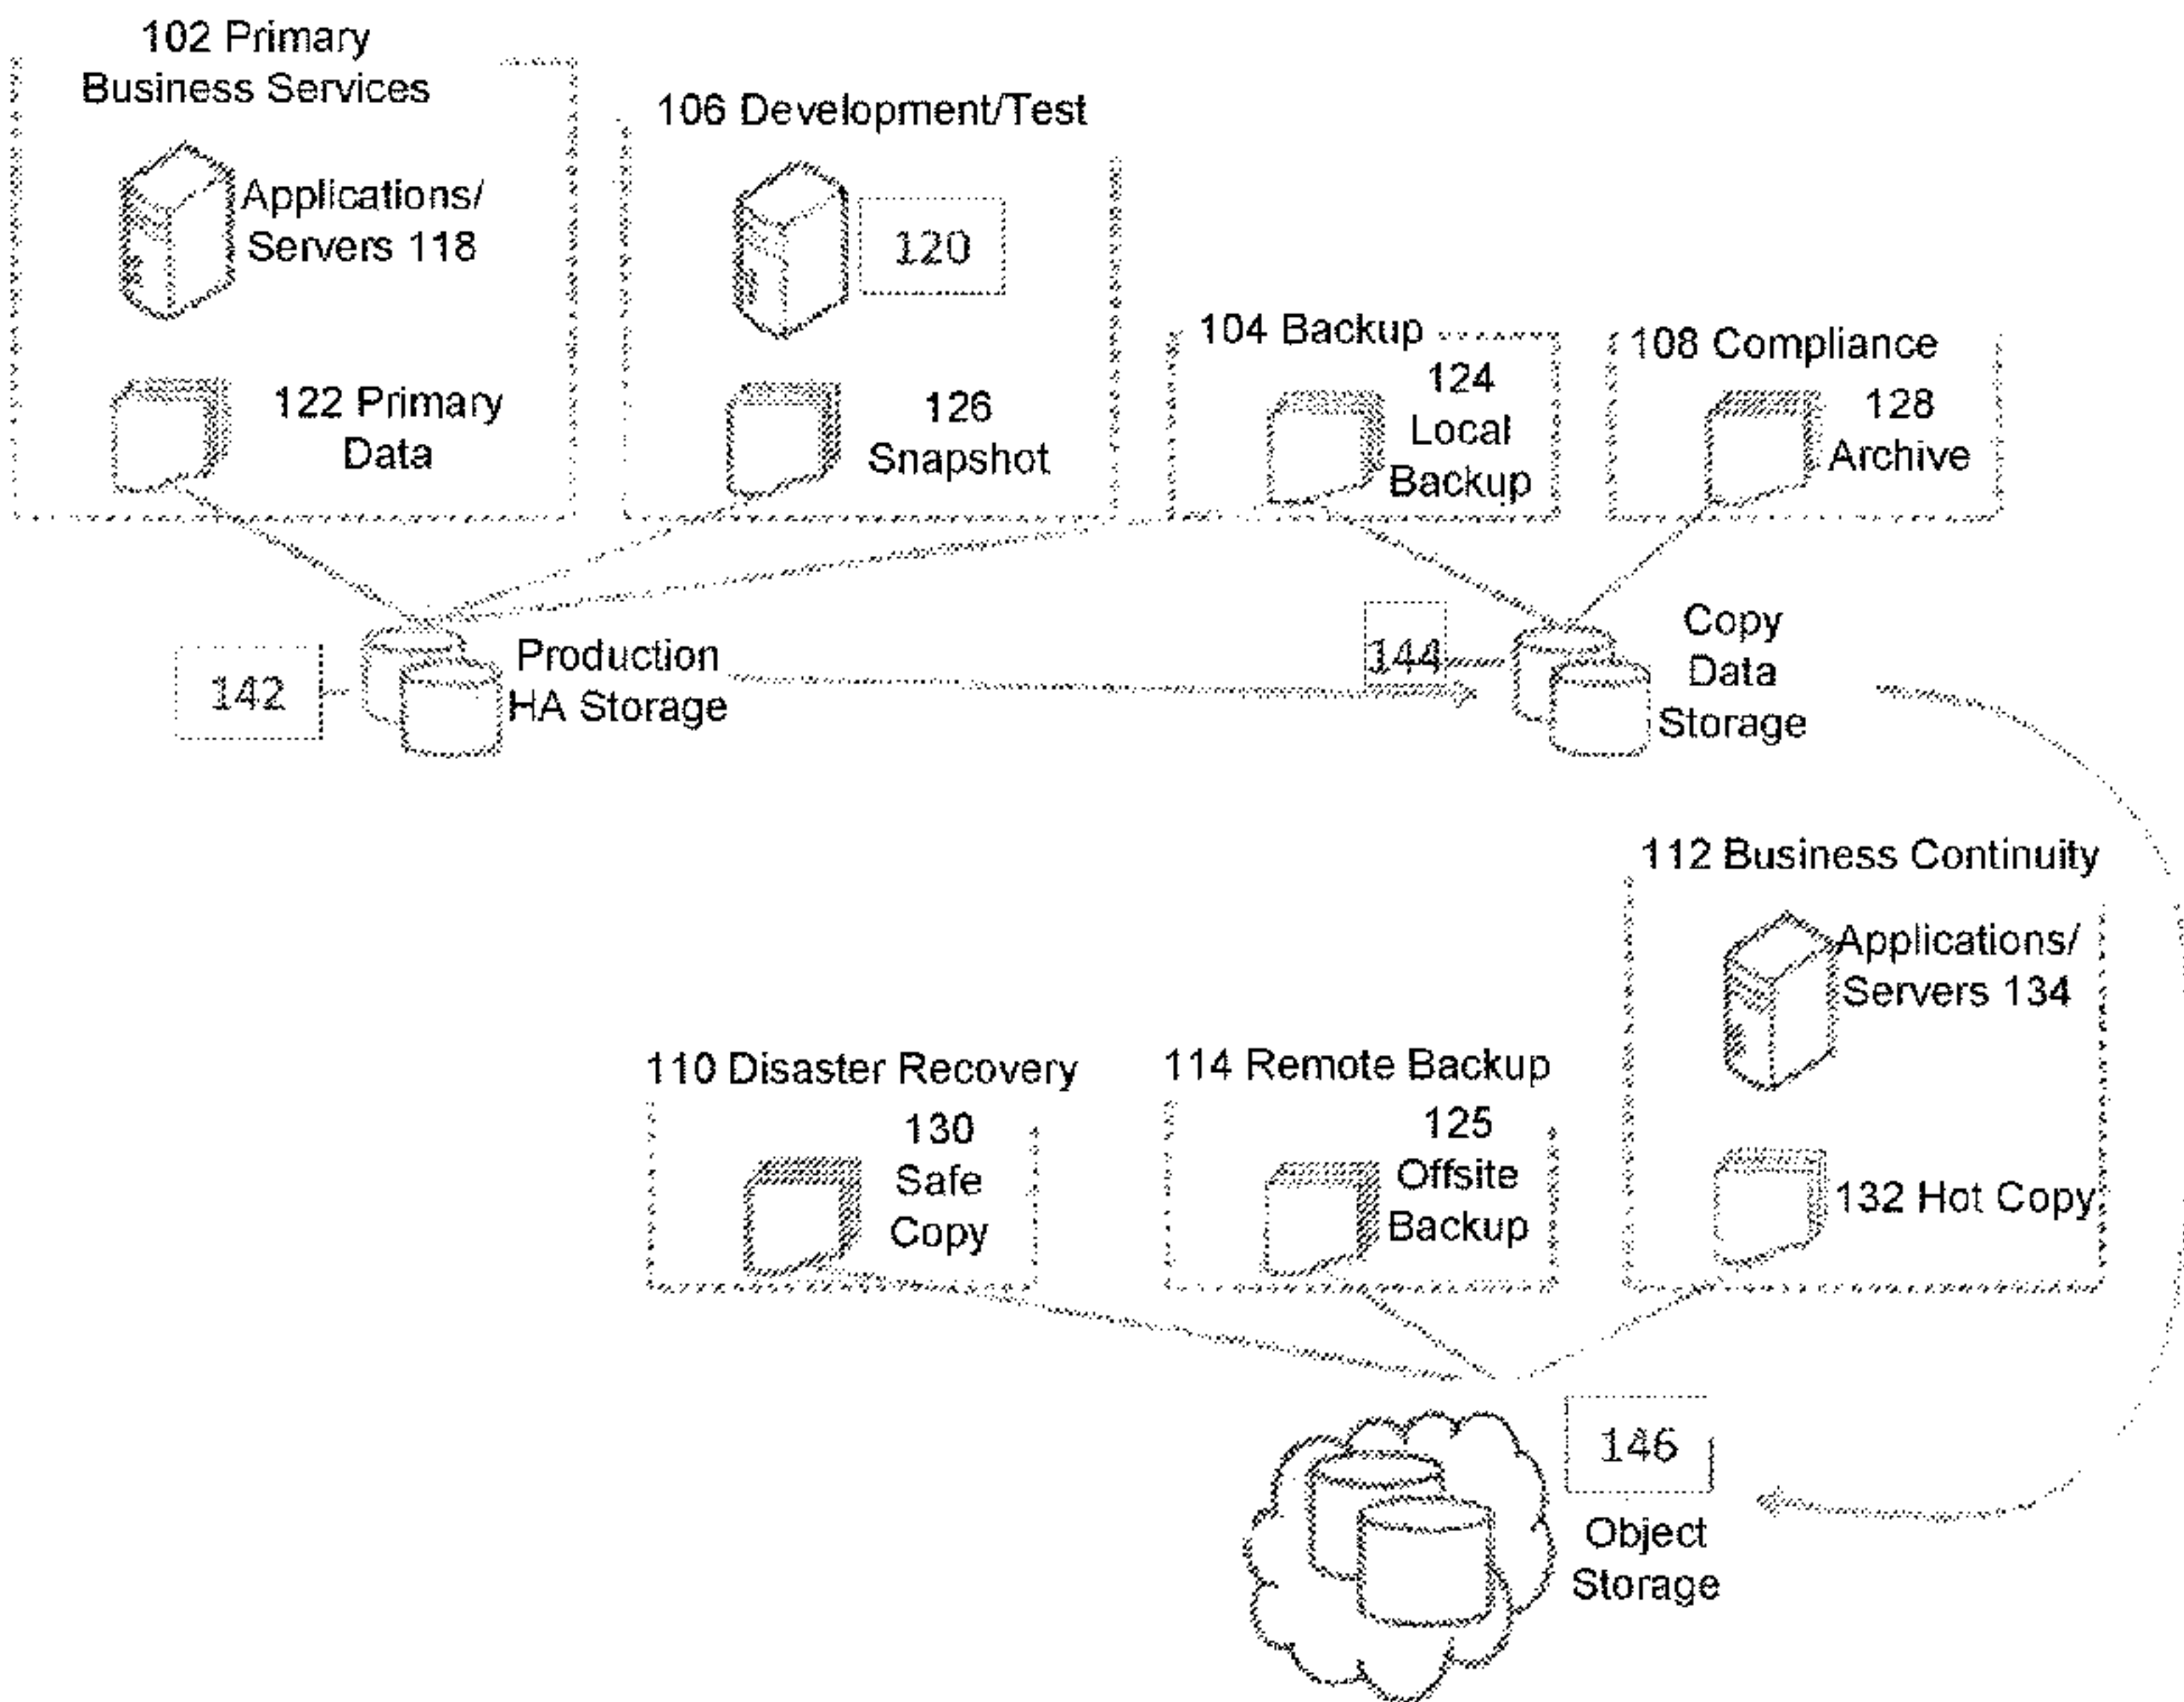 102 Primary
Business Services
Applications/
Servers 118
122 Primary
Data
106 Development/Test
120
126
Snapshot
104 Backup
124
Local
Backup
108 Compliance
128
Archive
142
Production
HA Storage
144
Copy
Data
Storage
112 Business Continuity
Applications/
Servers 134
132 Hot Copy
110 Disaster Recovery
130
Safe
Copy
114 Remote Backup
125
Offsite
Backup
146
Object
Storage